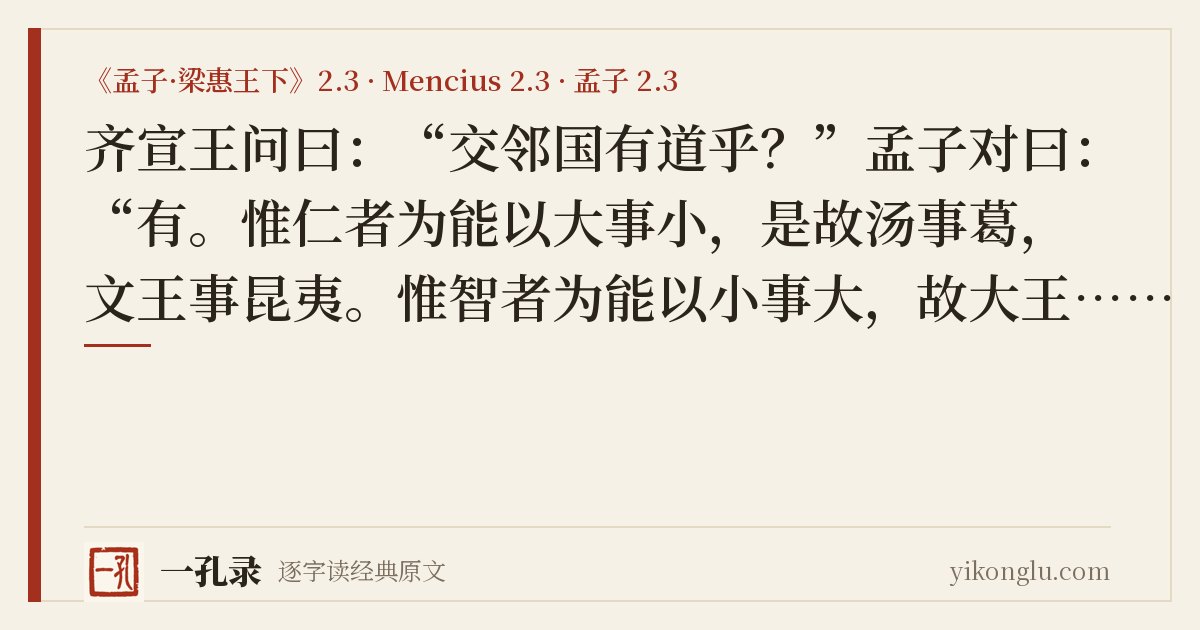 《孟子·梁惠王下》2.3 · Mencius 2.3 · 孟子 2.3
齐宣王问曰：“交邻国有道乎？”孟子对曰：
“有。惟仁者为能以大事小，是故汤事葛，
文王事昆夷。惟智者为能以小事大，故大王……
一孔
一孔录 逐字读经典原文 yikonglu.com